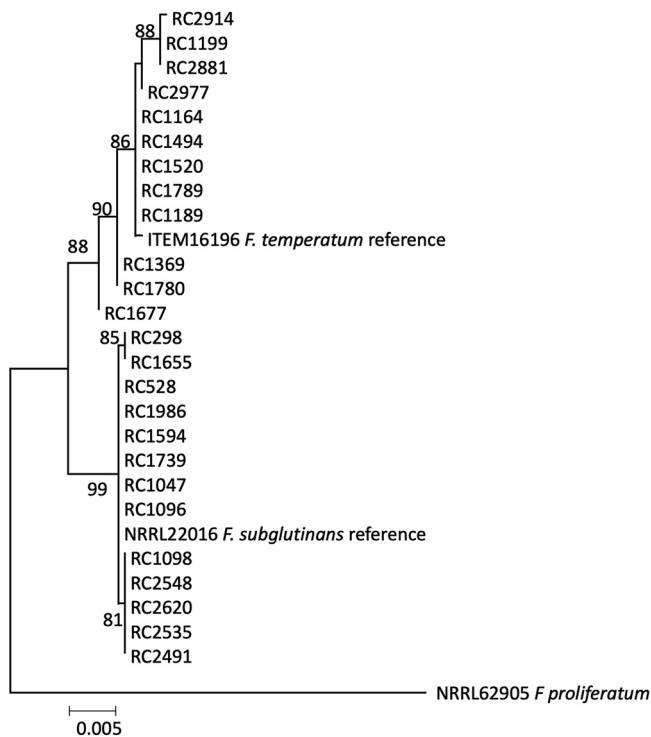 RC2914
88
RC1199
RC2881
RC2977
RC1164
86
RC1494
RC1520
RC1789
90
RC1189
ITEM16196 F. temperatum reference
88
RC1369
RC1780
RC1677
85
RC298
RC1655
RC528
RC1986
RC1594
RC1739
RC1047
99
RC1096
NRRL22016 F. subglutinans reference
RC1098
RC2548
RC2620
81
RC2535
RC2491
NRRL62905 F proliferatum
0.005